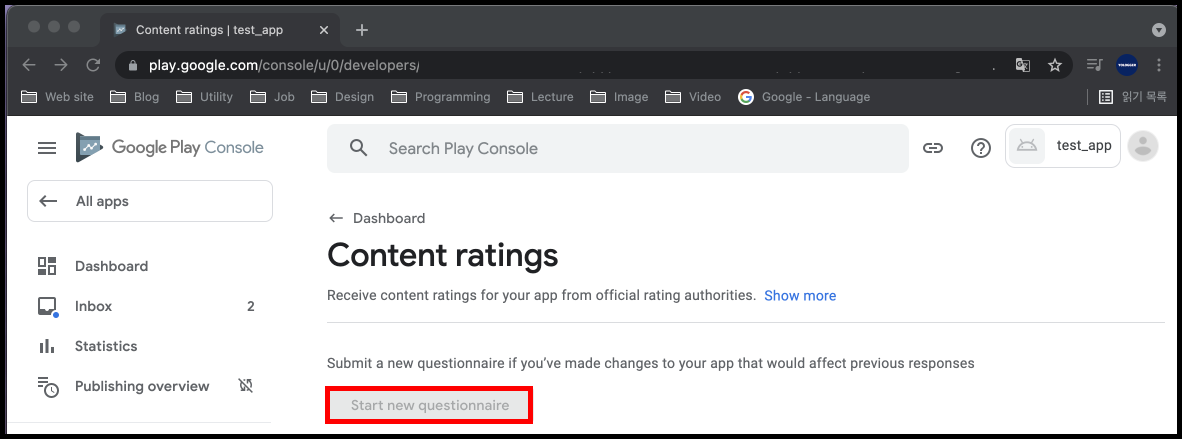 Content ratings | test_app
play.google.com/console/u/0/developers/
Web site Blog Utility Job Design Programming Lecture Image Video Google - Language 읽기 목록
Google Play Console
Search Play Console
test_app
All apps
Dashboard
Inbox 2
Statistics
Publishing overview
Dashboard
Content ratings
Receive content ratings for your app from official rating authorities. Show more
Submit a new questionnaire if you've made changes to your app that would affect previous responses
Start new questionnaire